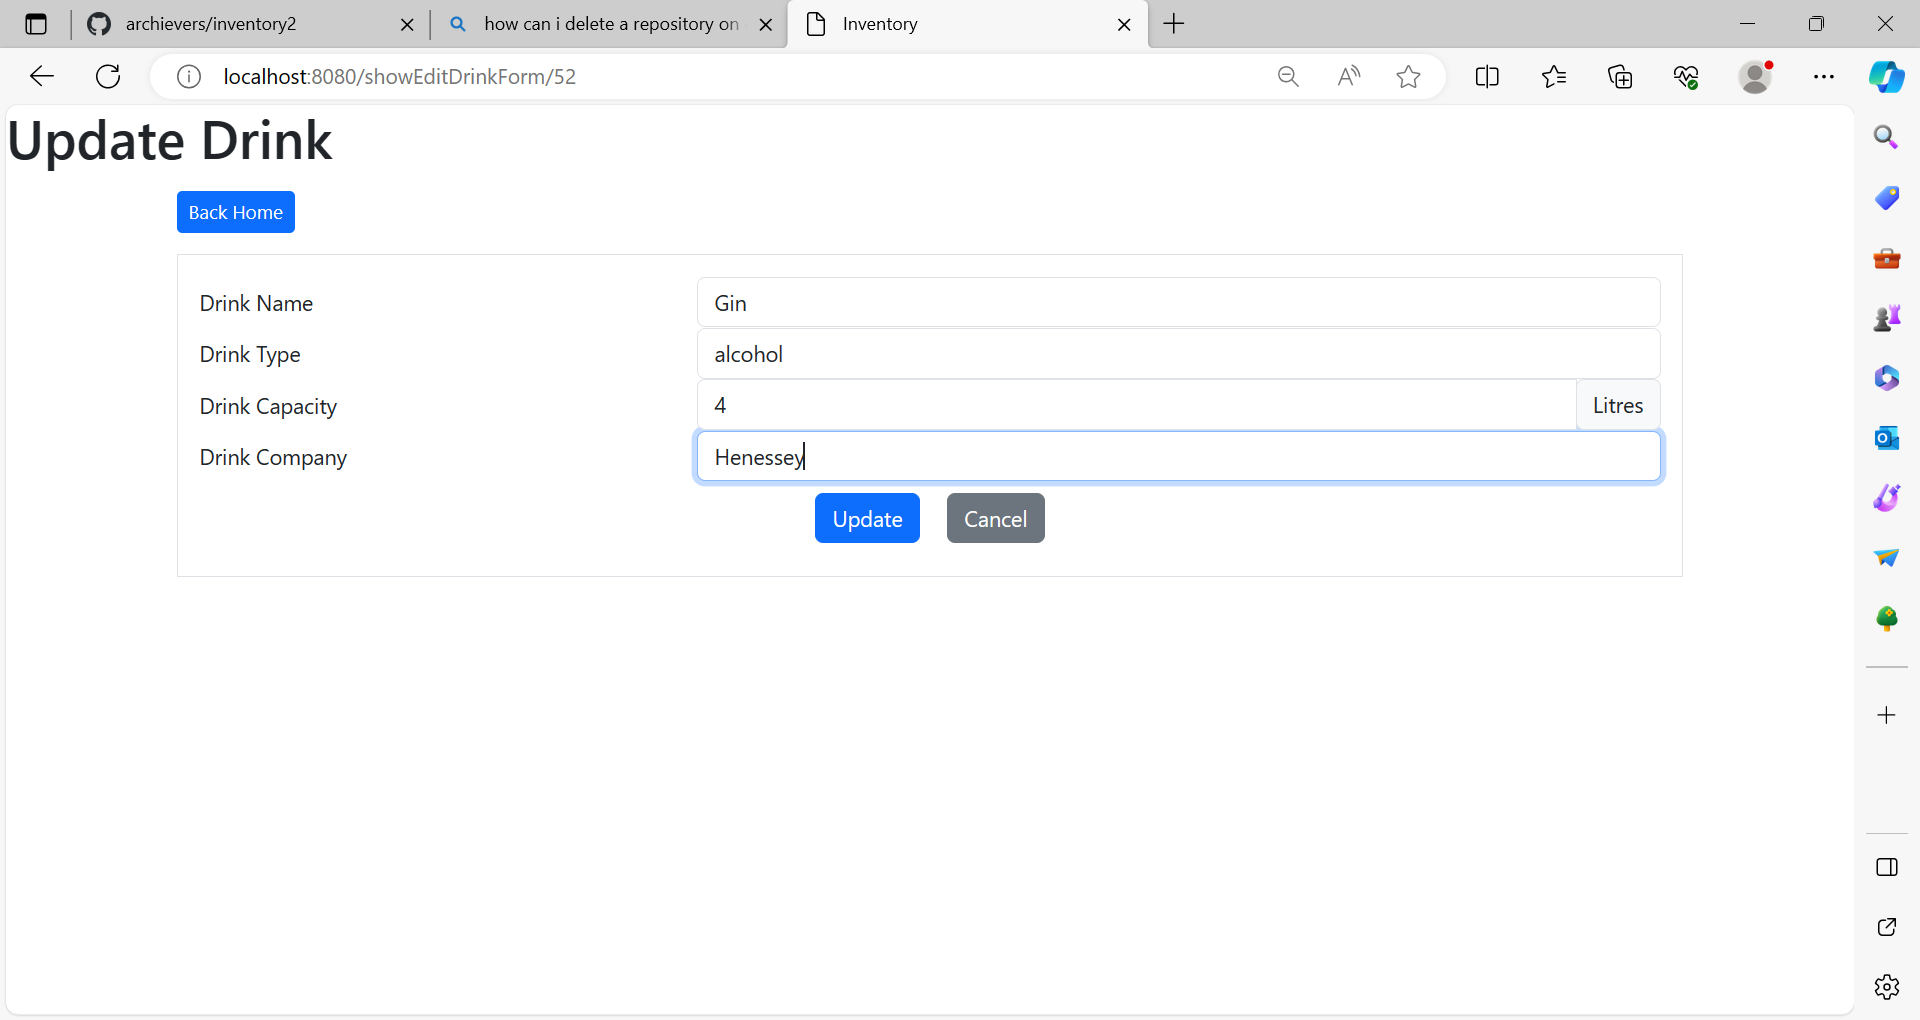 archievers/inventory2
how can i delete a repository on
Inventory
localhost:8080/showEditDrinkForm/52
Update Drink
Back Home
Drink Name
Gin
Drink Type
alcohol
Drink Capacity
4
Litres
Drink Company
Henessey
Update
Cancel